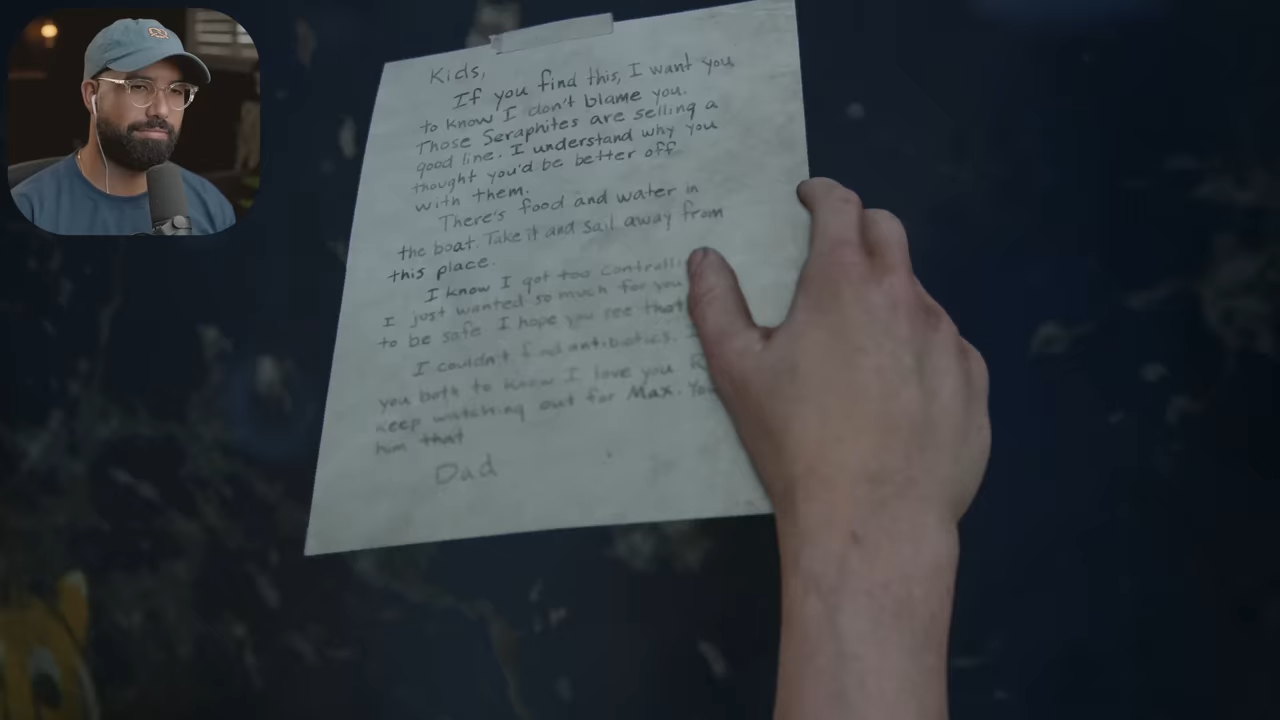 Kids,
If you find this, I want you
to know I don't blame you.
Those Seraphites are selling a
good line. I understand why you
thought you'd be better off
with them.
There's food and water in
the boat. Take it and sail away from
this place.
I know I got too
I just wanted so much for you
to be safe I hope you see that
I couldn't find antibiotics.
you both to know I love you
keep watching out for Max. You
him that
Dad